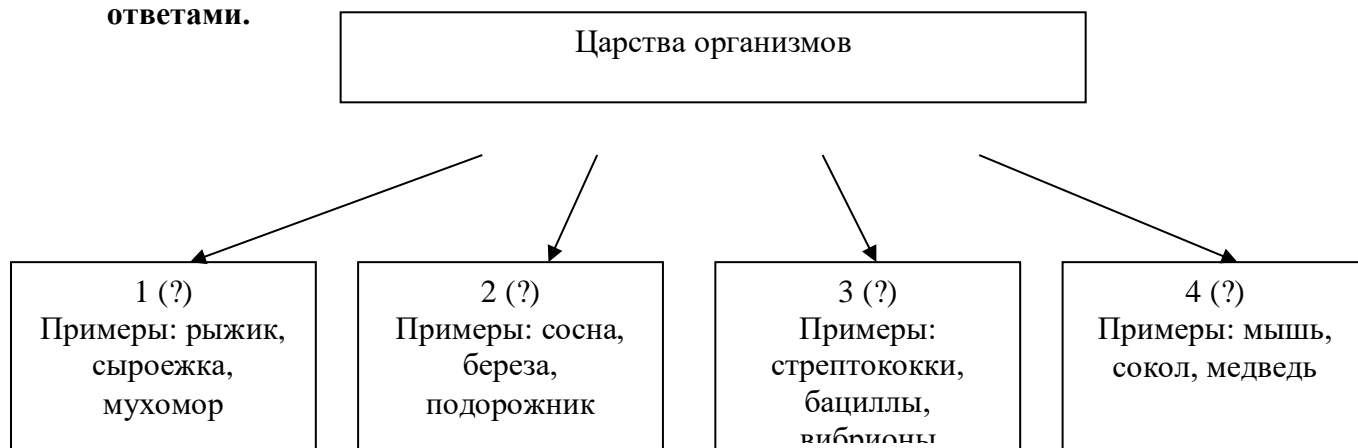 ответами.
Царства организмов
1 (?)
Примеры: рыжик,
сыроежка,
мухомор
2 (?)
Примеры: сосна,
береза,
подорожник
3 (?)
Примеры:
стрептококки,
бациллы,
вибрионы
4 (?)
Примеры: мышь,
сокол, медведь